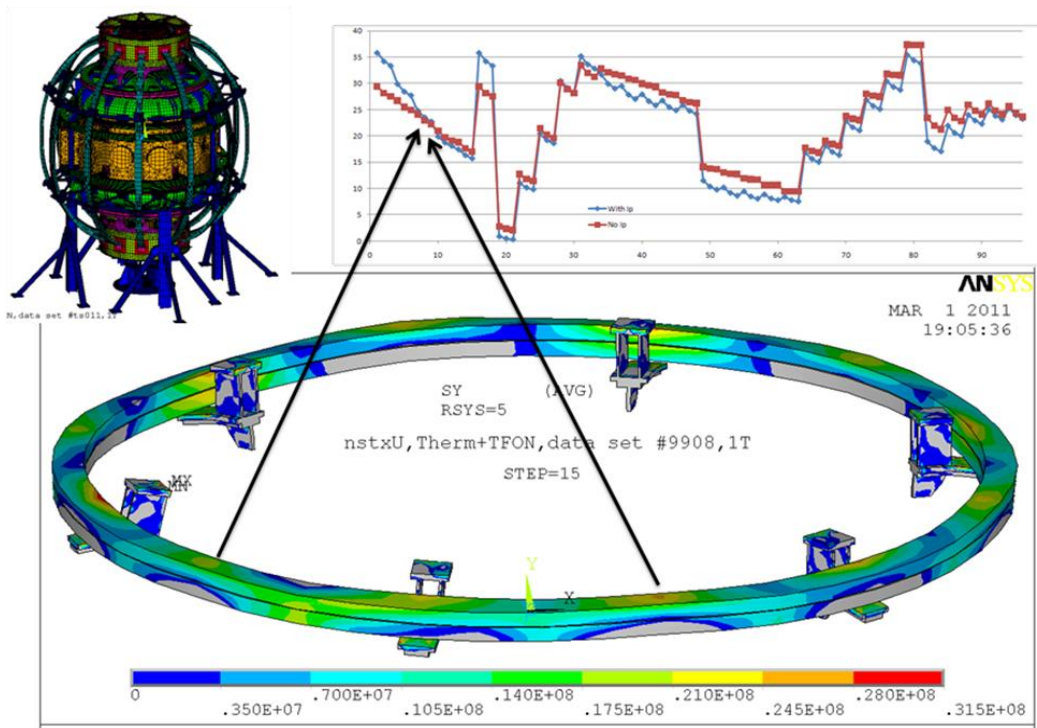 N,data set #ts011,1T
40
35
30
25
20
15
10
5
0
0 10 20 30 40 50 60 70 80 90
With Ip
No Ip
ANSYS
MAR 1 2011
19:05:36
SY (AVG)
RSYS=5
nstxU,Therm+TFON,data set #9908,1T
STEP=15
MX
MN
Y
X
0 .700E+07 .140E+08 .210E+08 .280E+08
.350E+07 .105E+08 .175E+08 .245E+08 .315E+08